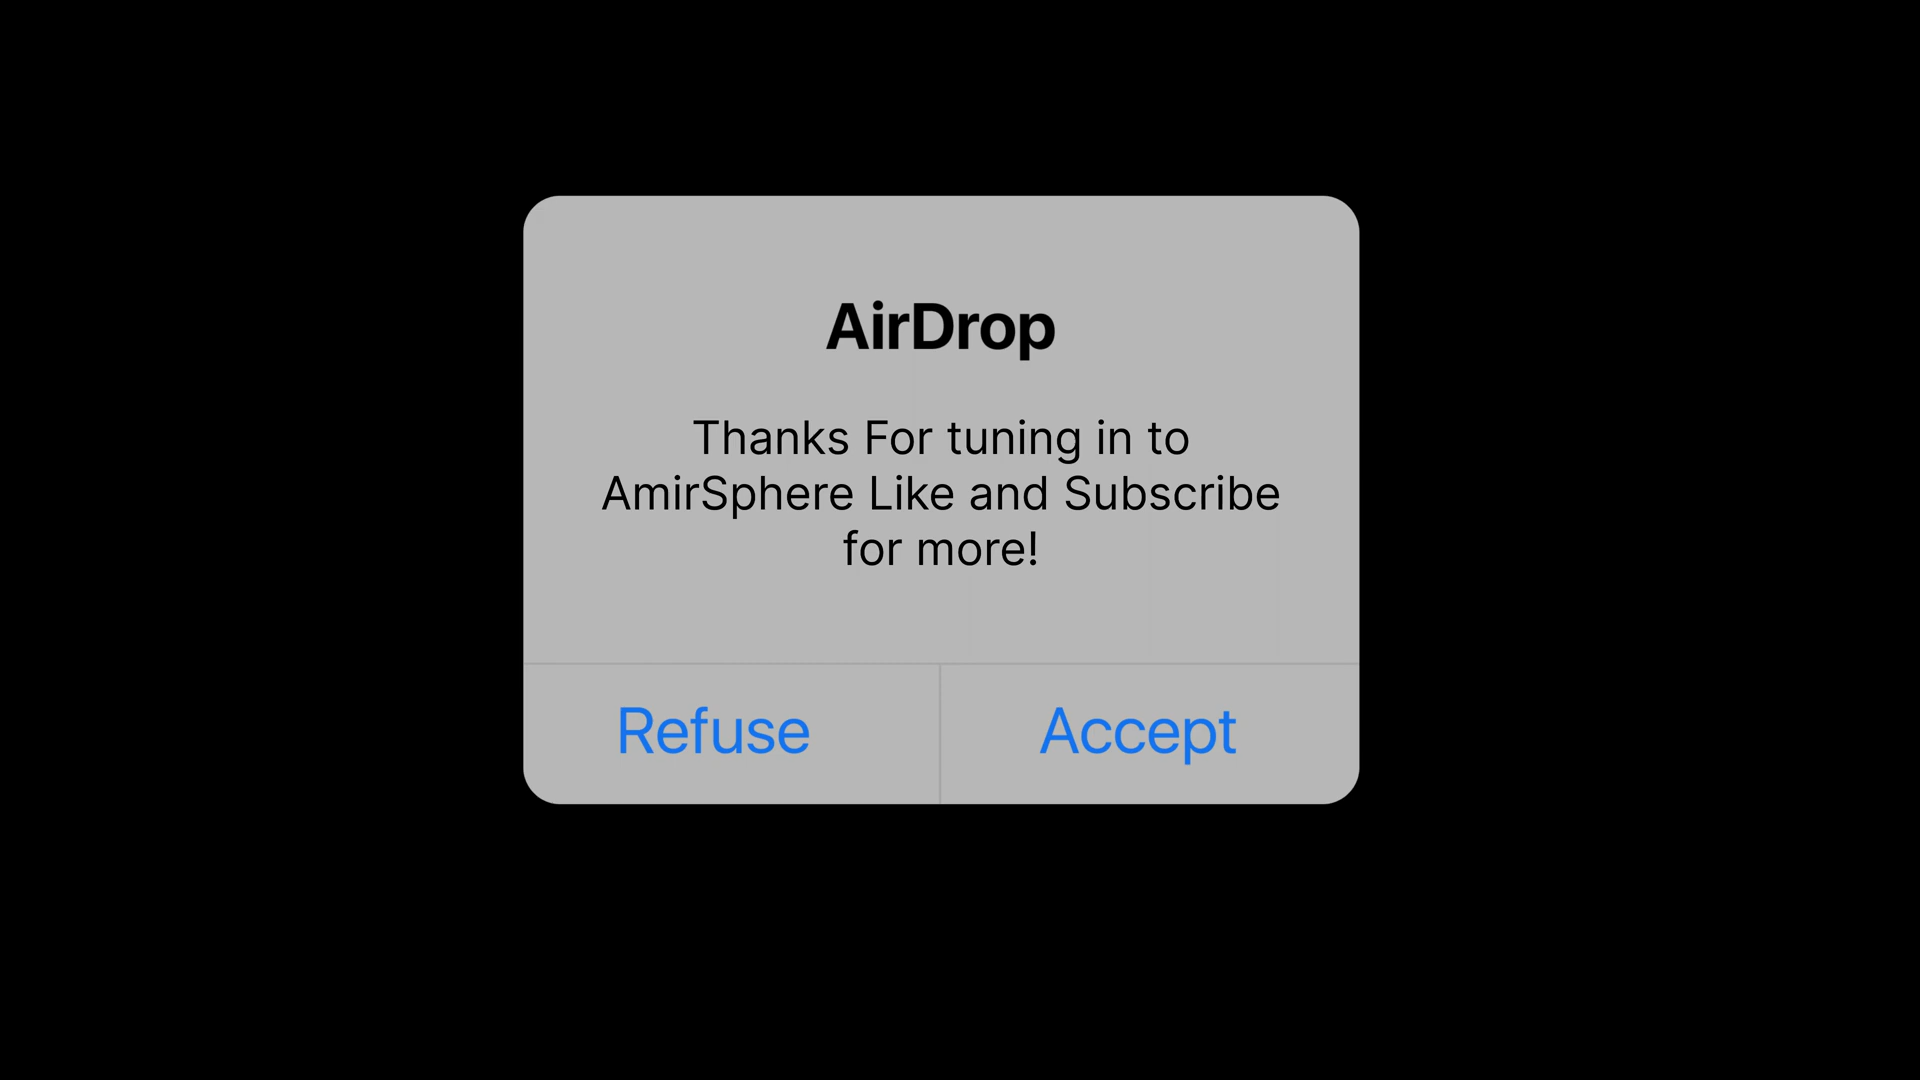 AirDrop
Thanks For tuning in to
AmirSphere Like and Subscribe
for more!
Refuse
Accept